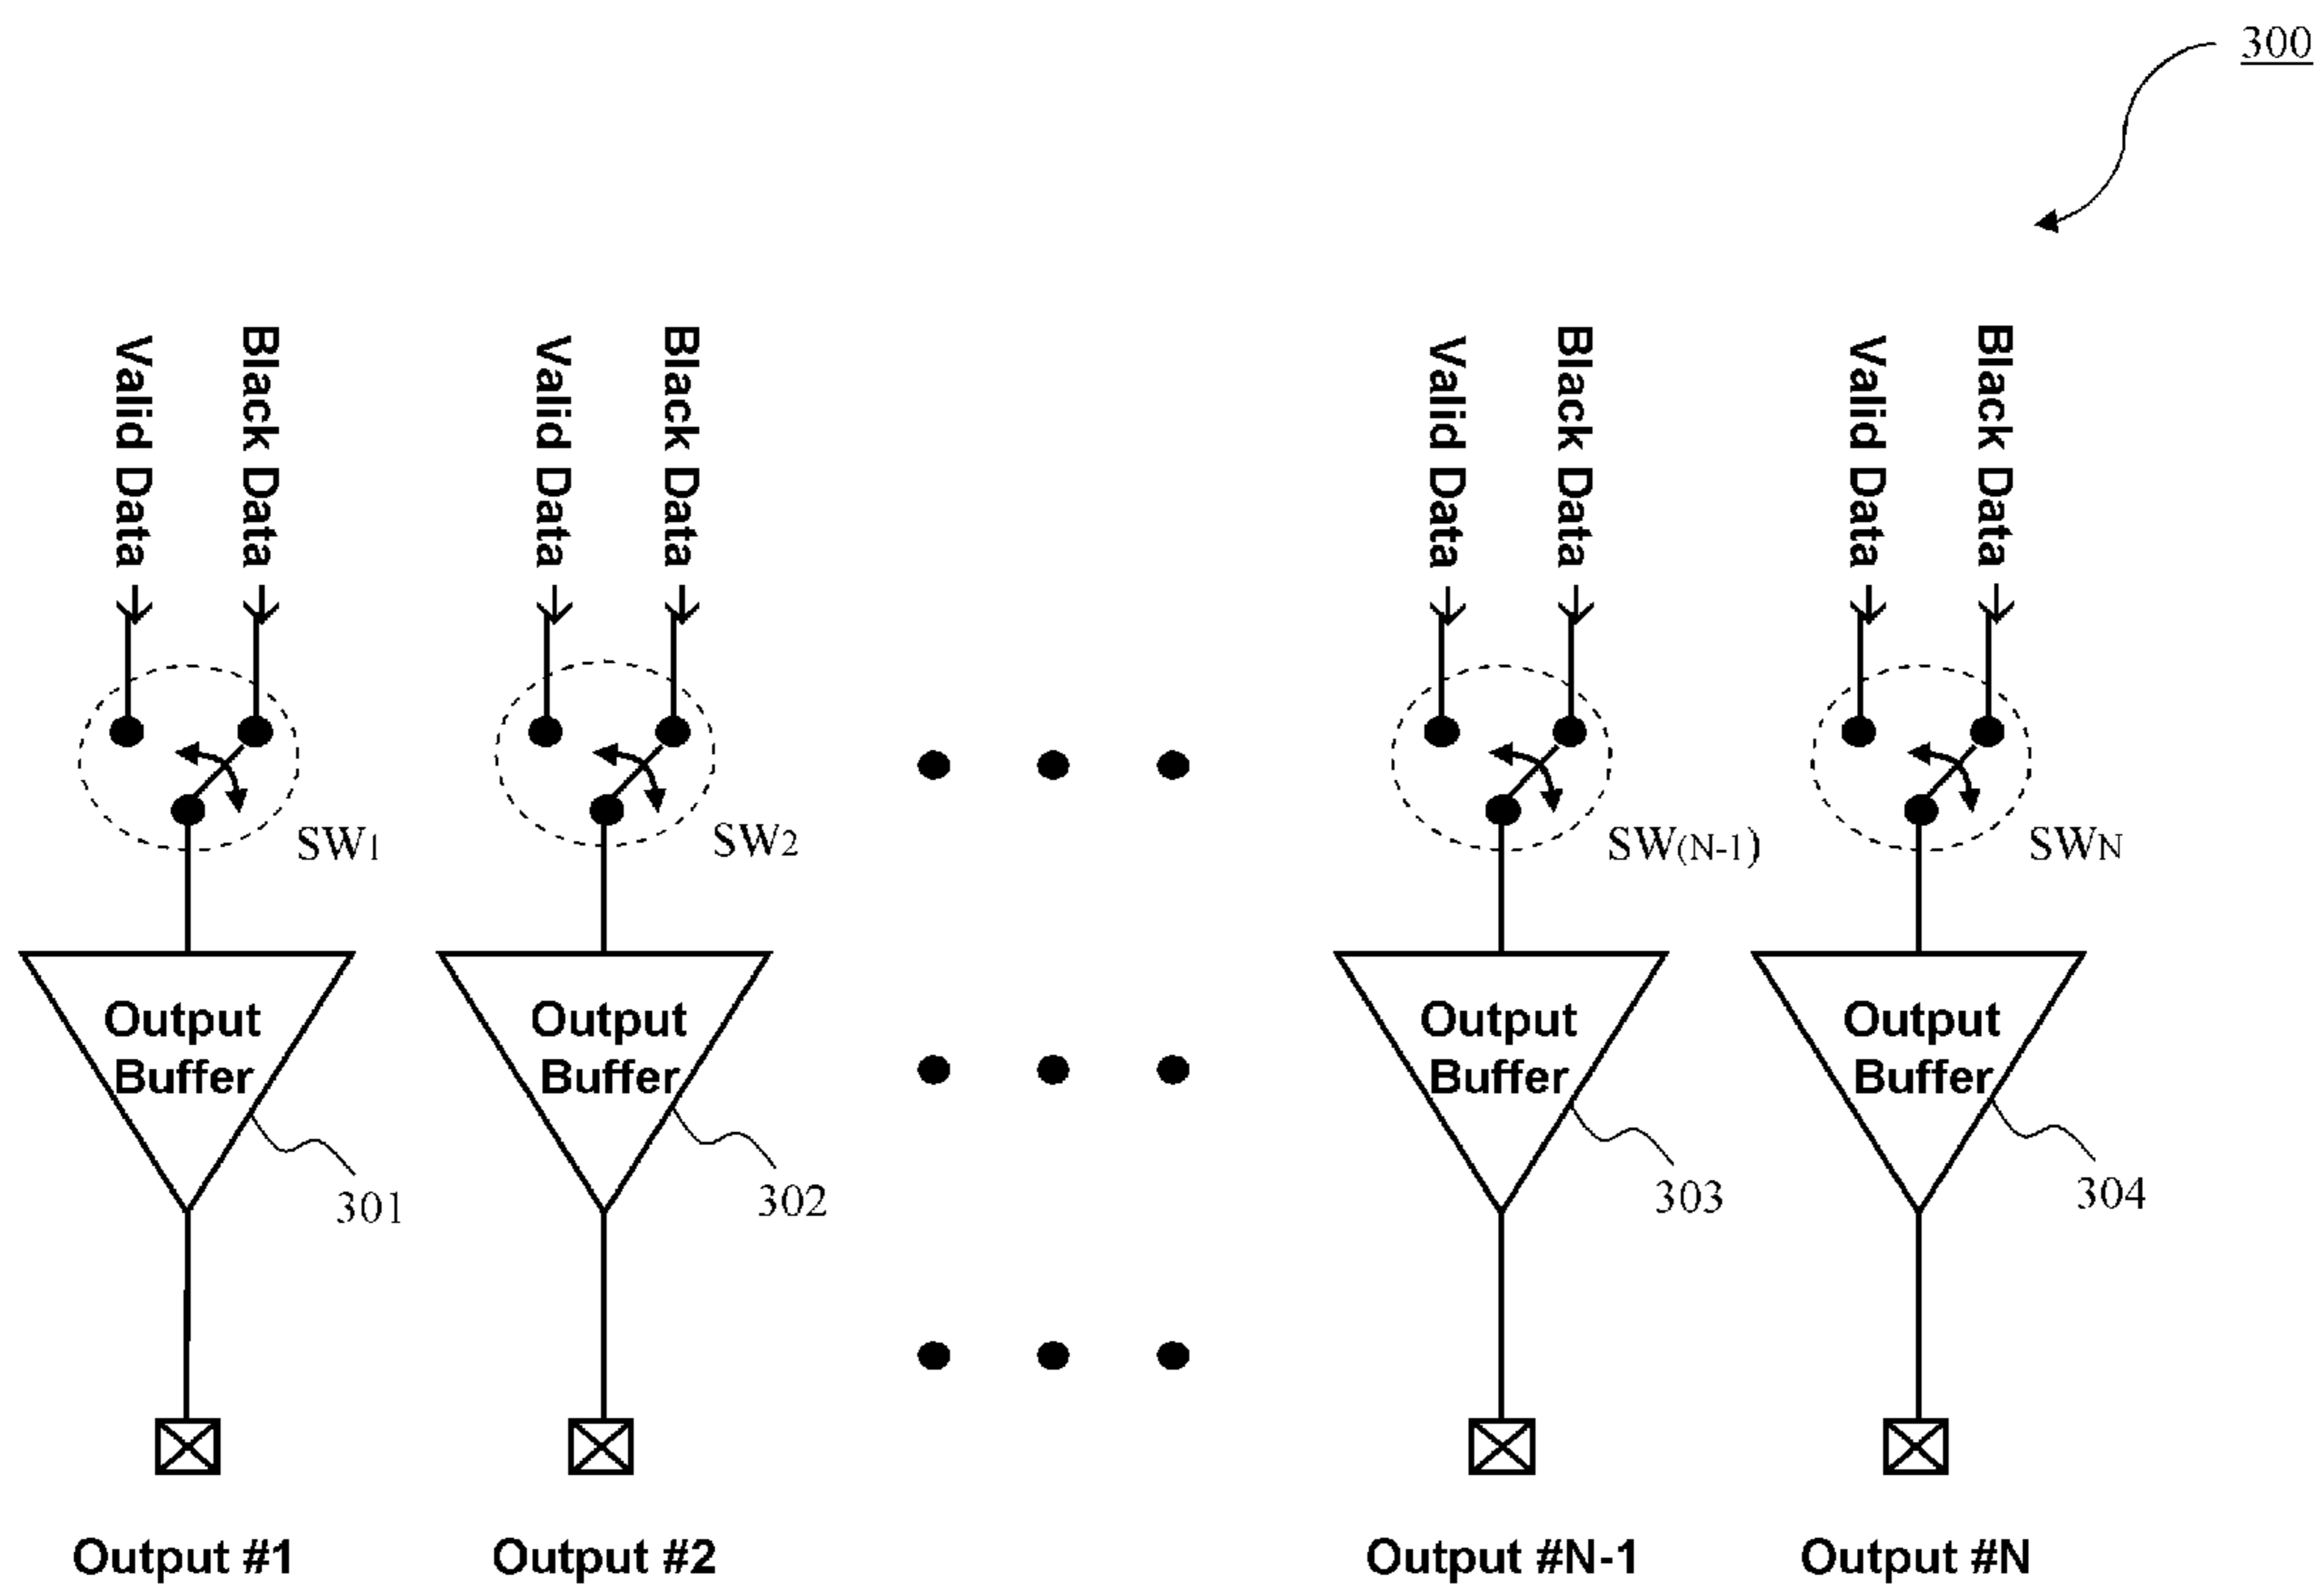 300
Valid Data
Black Data
Valid Data
Black Data
Valid Data
Black Data
Valid Data
Black Data
SW1
SW2
SW(N-1)
SWN
Output
Buffer
Output
Buffer
Output
Buffer
Output
Buffer
301
302
303
304
Output #1
Output #2
Output #N-1
Output #N